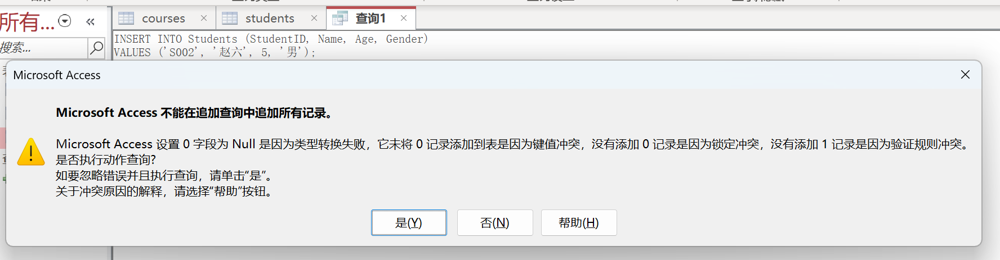 所有...
«
courses
students
查询1
搜索...
INSERT INTO Students (StudentID, Name, Age, Gender)
VALUES ('S002', '赵六', 5, '男');
Microsoft Access
Microsoft Access 不能在追加查询中追加所有记录。
Microsoft Access 设置 0 字段为 Null 是因为类型转换失败，它未将 0 记录添加到表是因为键值冲突，没有添加 0 记录是因为锁定冲突，没有添加 1 记录是因为验证规则冲突。
是否执行动作查询?
如要忽略错误并且执行查询，请单击“是”。
关于冲突原因的解释，请选择“帮助”按钮。
是(Y)
否(N)
帮助(H)